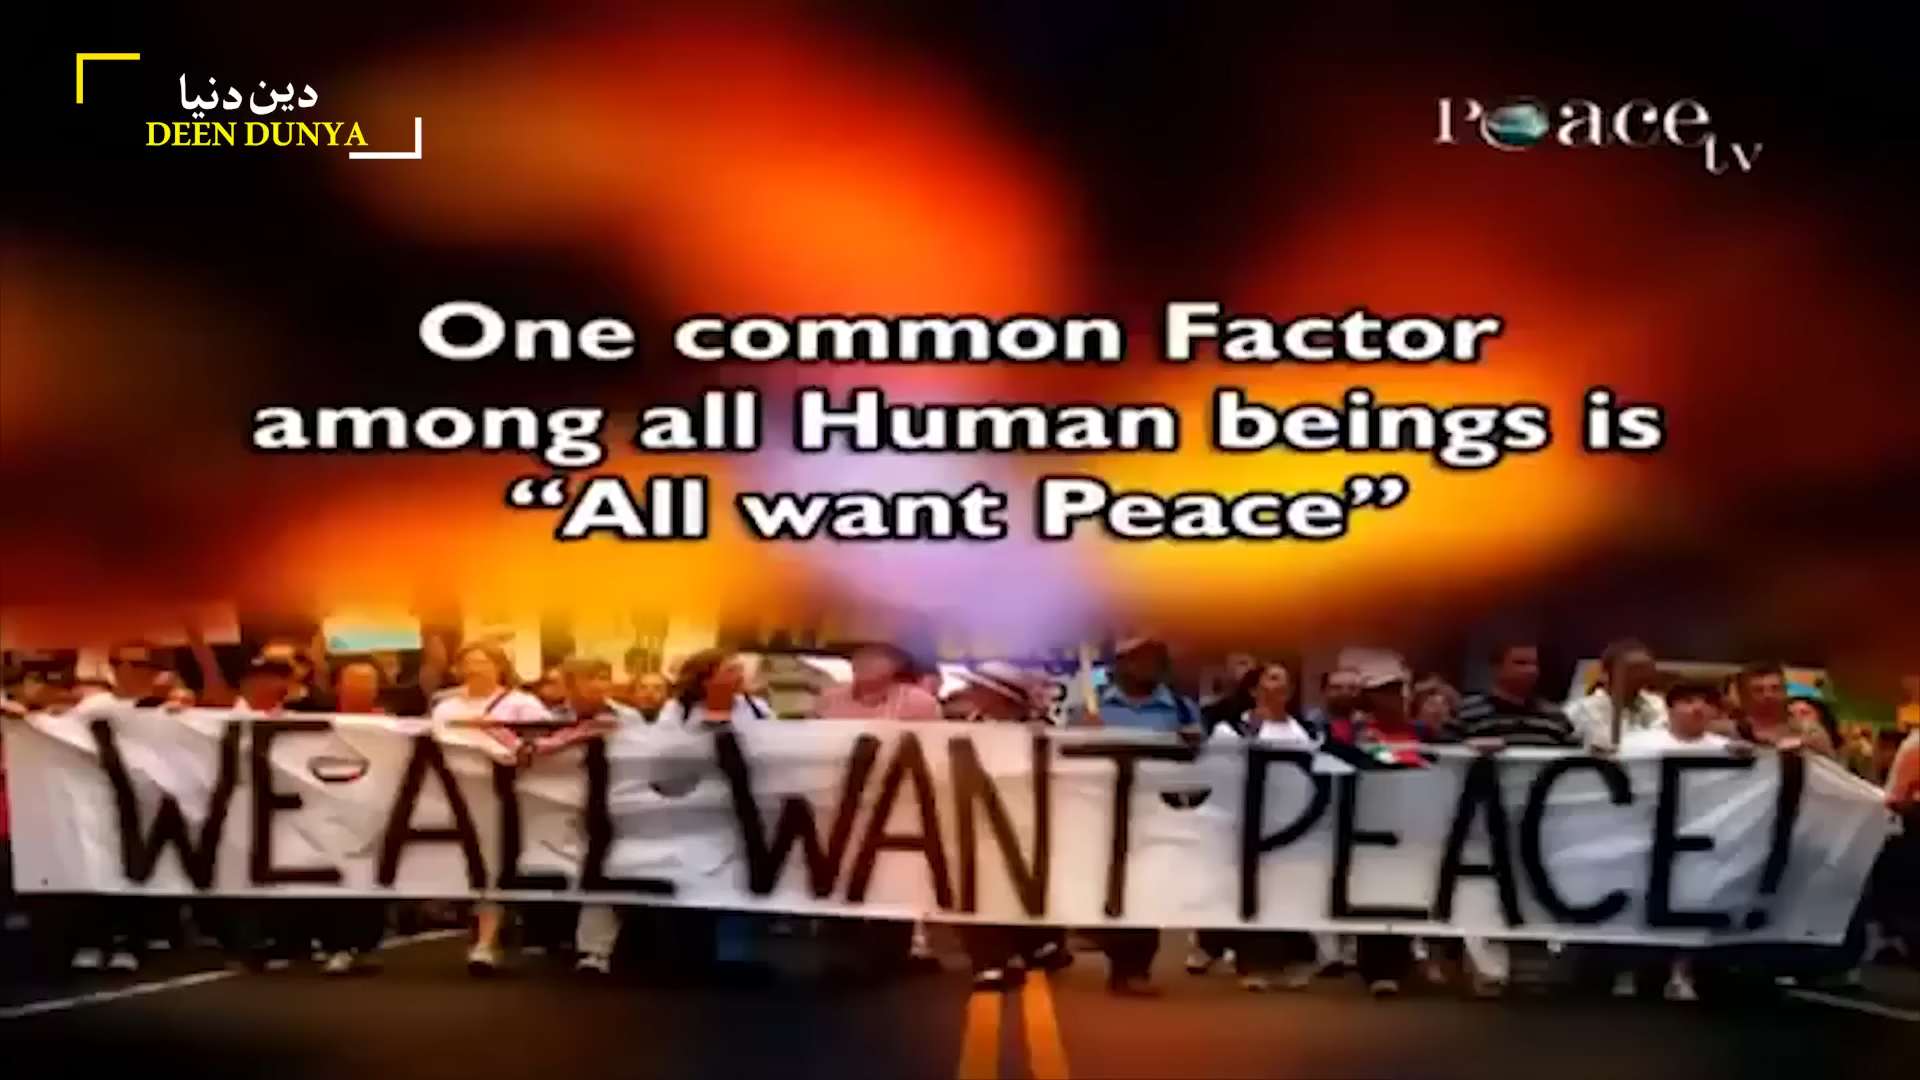 دین دنیا
DEEN DUNYA
Peace tv
One common Factor
among all Human beings is
“All want Peace”
WE ALL WANT PEACE!